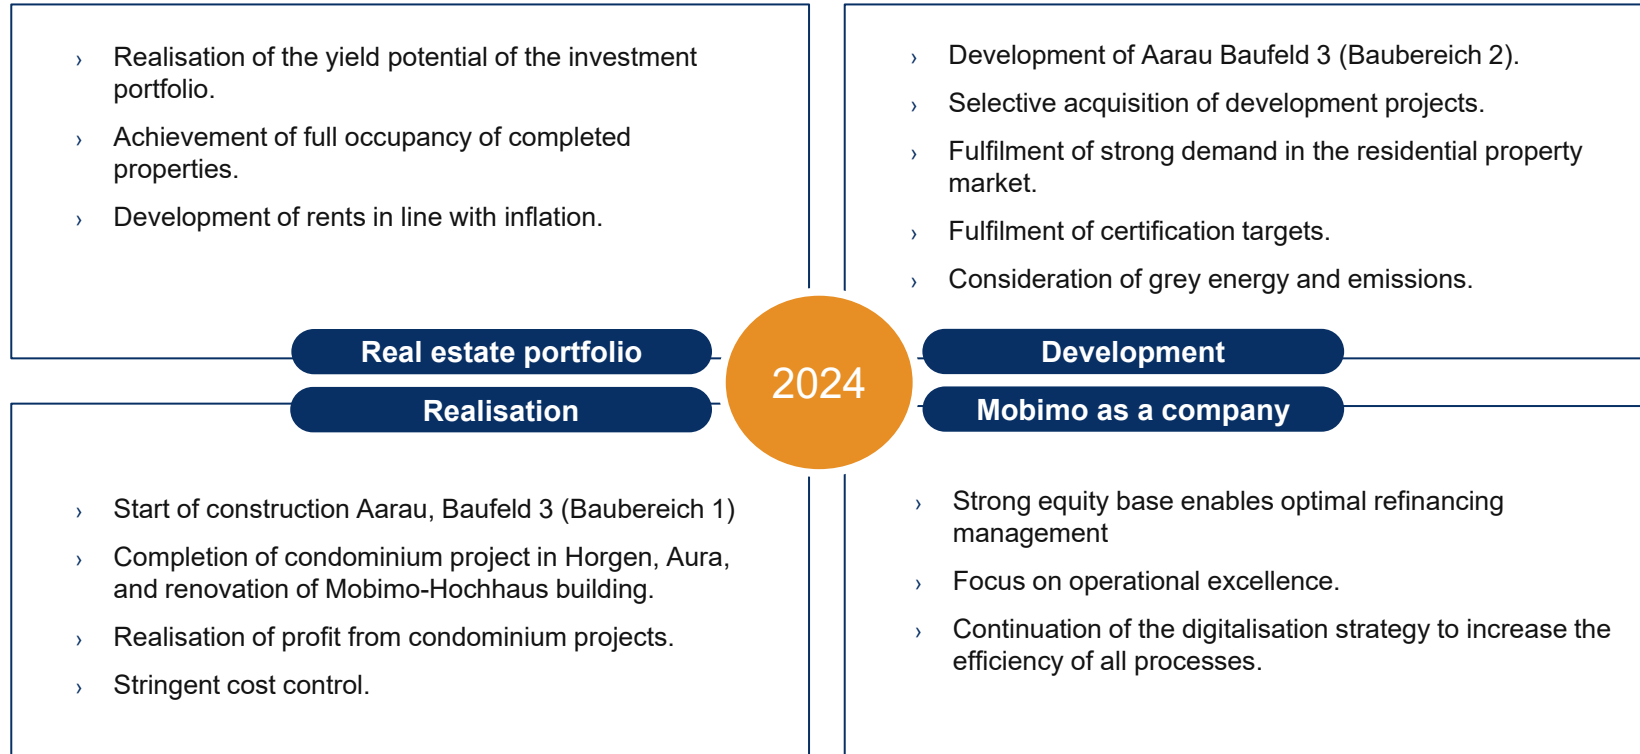 › Realisation of the yield potential of the investment
portfolio.
› Achievement of full occupancy of completed
properties.
› Development of rents in line with inflation.
Real estate portfolio
› Development of Aarau Baufeld 3 (Baubereich 2).
› Selective acquisition of development projects.
› Fulfilment of strong demand in the residential property
market.
› Fulfilment of certification targets.
› Consideration of grey energy and emissions.
Development
2024
Realisation
› Start of construction Aarau, Baufeld 3 (Baubereich 1)
› Completion of condominium project in Horgen, Aura,
and renovation of Mobimo-Hochhaus building.
› Realisation of profit from condominium projects.
› Stringent cost control.
Mobimo as a company
› Strong equity base enables optimal refinancing
management
› Focus on operational excellence.
› Continuation of the digitalisation strategy to increase the
efficiency of all processes.